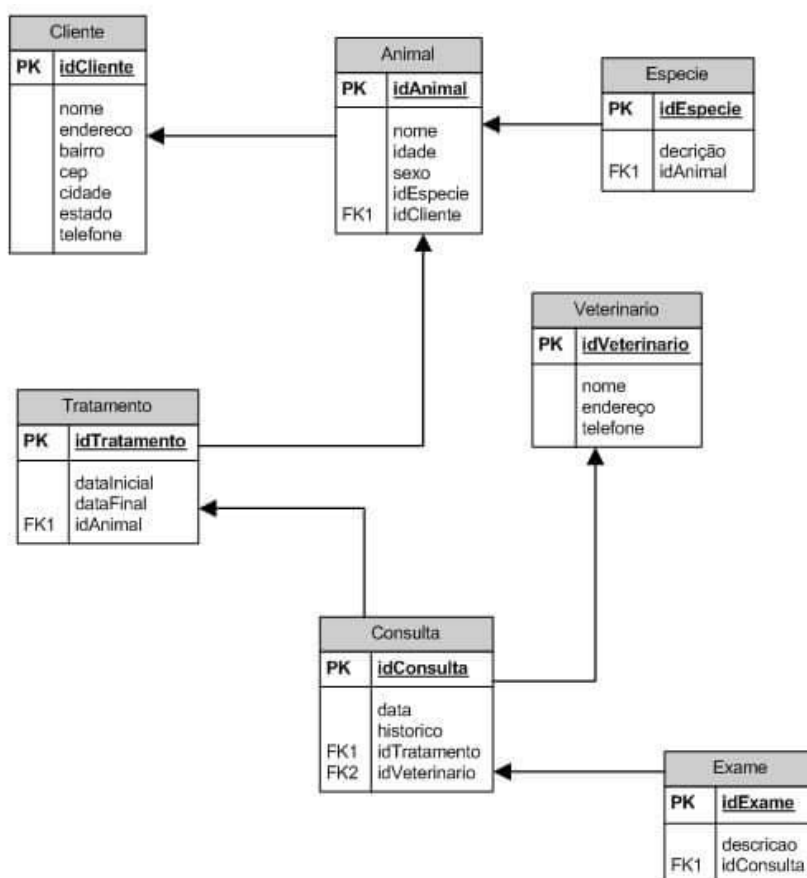 Cliente
PK idCliente
nome
endereco
bairro
cep
cidade
estado
telefone
Animal
PK idAnimal
nome
idade
sexo
idEspecie
FK1 idCliente
Especie
PK idEspecie
decrição
FK1 idAnimal
Veterinario
PK idVeterinario
nome
endereço
telefone
Tratamento
PK idTratamento
dataInicial
dataFinal
FK1 idAnimal
Consulta
PK idConsulta
data
historico
FK1 idTratamento
FK2 idVeterinario
Exame
PK idExame
descricao
FK1 idConsulta